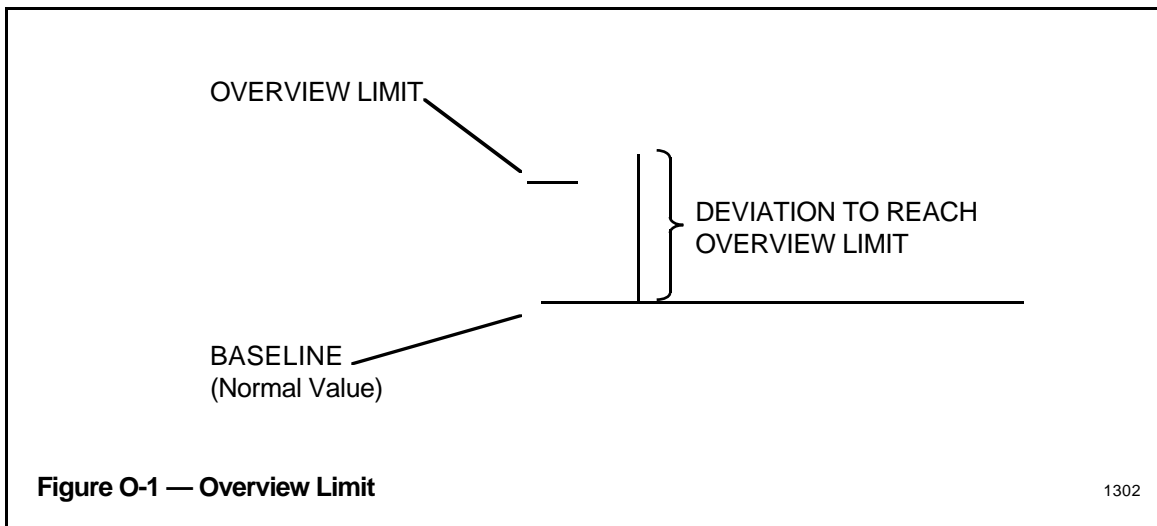 OVERVIEW LIMIT
DEVIATION TO REACH
OVERVIEW LIMIT
BASELINE
(Normal Value)
Figure O-1 — Overview Limit
1302